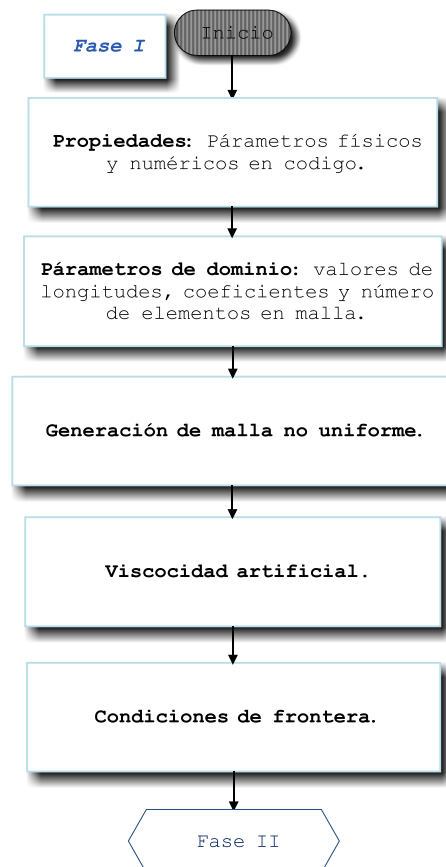 Fase I
Inicio
Propiedades: Párametros físicos
y numéricos en codigo.
Párametros de dominio: valores de
longitudes, coeficientes y número
de elementos en malla.
Generación de malla no uniforme.
Viscocidad artificial.
Condiciones de frontera.
Fase II